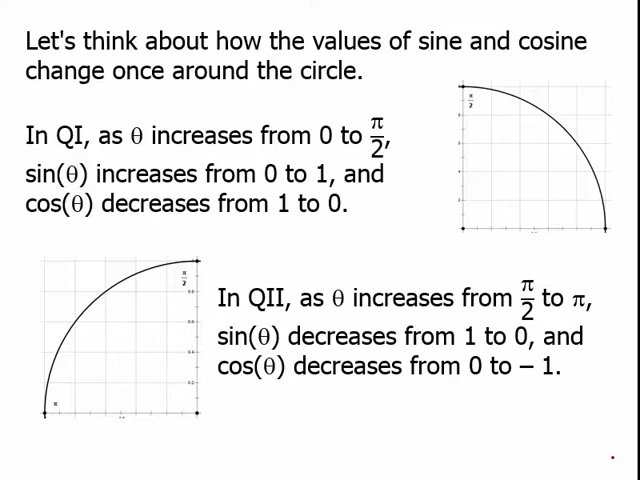 Let's think about how the values of sine and cosine
change once around the circle.
In QI, as θ increases from 0 to π/2,
sin(θ) increases from 0 to 1, and
cos(θ) decreases from 1 to 0.
π/2
π/2
In QII, as θ increases from π/2 to π,
sin(θ) decreases from 1 to 0, and
cos(θ) decreases from 0 to – 1.
π